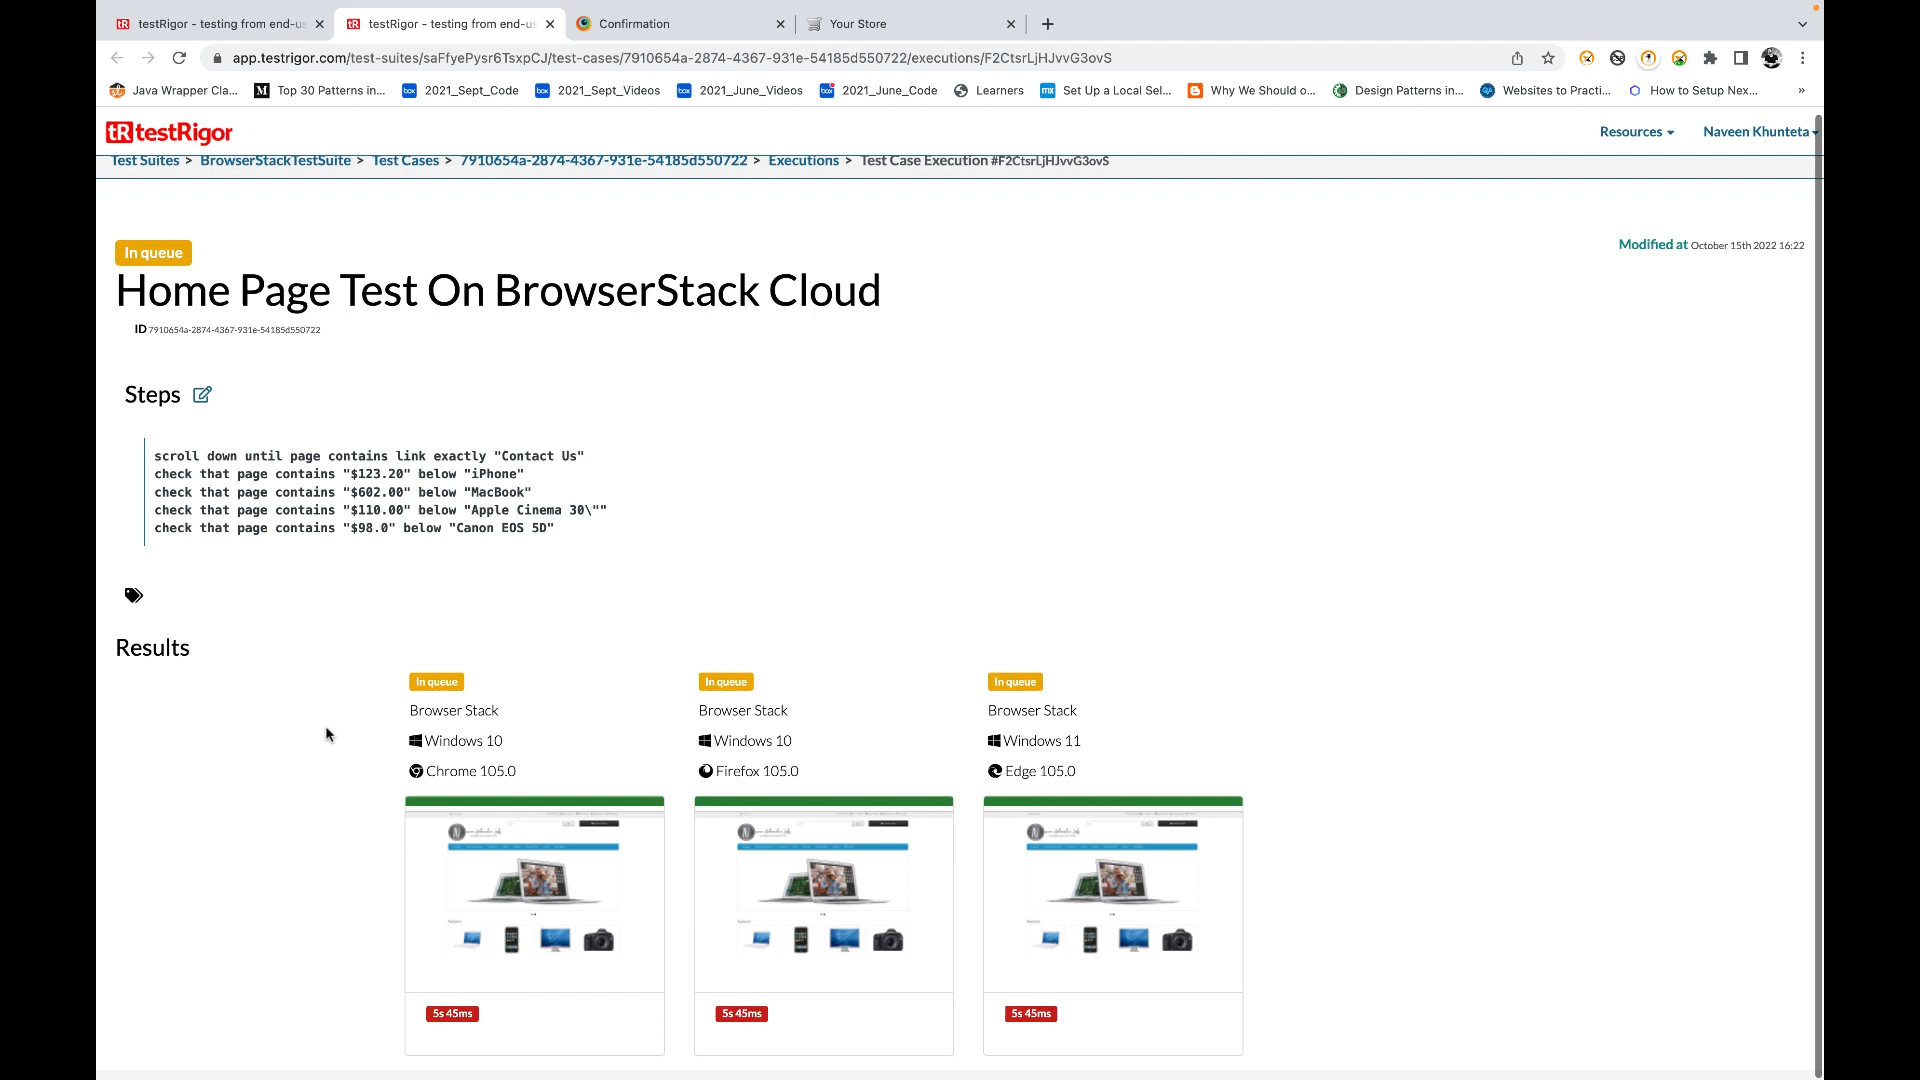 testRigor - testing from end-us
testRigor - testing from end-us
Confirmation
Your Store
app.testrigor.com/test-suites/saFfyePysr6TsxpCJ/test-cases/7910654a-2874-4367-931e-54185d550722/executions/F2CtsrLjHJvvG3ovS
Java Wrapper Cla...
Top 30 Patterns in...
2021_Sept_Code
2021_Sept_Videos
2021_June_Videos
2021_June_Code
Learners
Set Up a Local Sel...
Why We Should o...
Design Patterns in...
Websites to Practi...
How to Setup Nex...
»
tR testRigor
Resources
Naveen Khunteta
Test Suites > BrowserStackTestSuite > Test Cases > 7910654a-2874-4367-931e-54185d550722 > Executions > Test Case Execution #F2CtsrLjHJvvG3ovS
In queue
Modified at October 15th 2022 16:22
Home Page Test On BrowserStack Cloud
ID 7910654a-2874-4367-931e-54185d550722
Steps
scroll down until page contains link exactly "Contact Us"
check that page contains "$123.20" below "iPhone"
check that page contains "$602.00" below "MacBook"
check that page contains "$110.00" below "Apple Cinema 30\""
check that page contains "$98.0" below "Canon EOS 5D"
Results
In queue
Browser Stack
Windows 10
Chrome 105.0
5s 45ms
In queue
Browser Stack
Windows 10
Firefox 105.0
5s 45ms
In queue
Browser Stack
Windows 11
Edge 105.0
5s 45ms